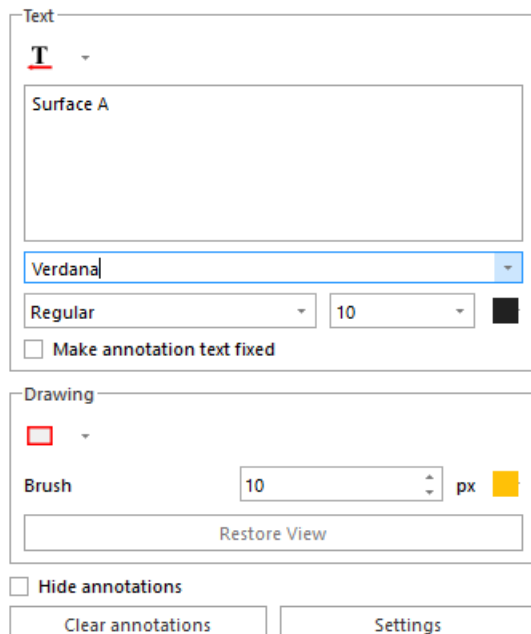 Text
T
Surface A
Verdana
Regular 10
Make annotation text fixed
Drawing
Brush 10 px
Restore View
Hide annotations
Clear annotations Settings